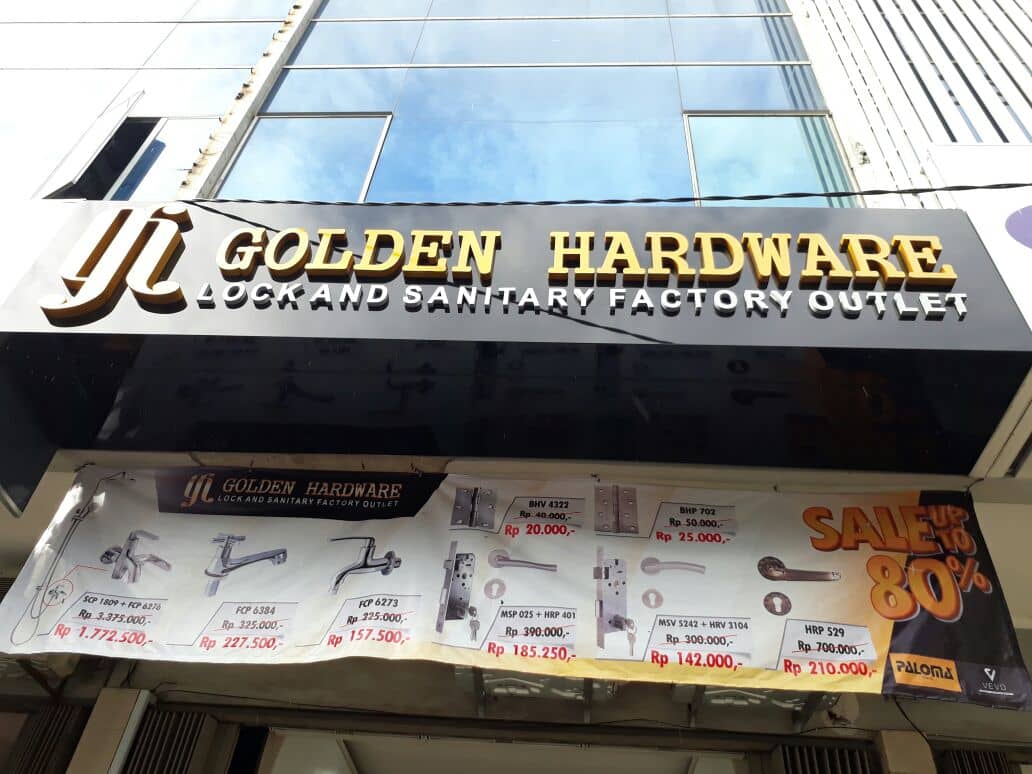 GOLDEN HARDWARE
LOCK AND SANITARY FACTORY OUTLET
GOLDEN HARDWARE
LOCK AND SANITARY FACTORY OUTLET
SCP 1809 + FCP 6276
Rp 3.375.000,-
Rp 1.772.500,-
FCP 6384
Rp 325.000,-
Rp 227.500,-
FCP 6273
Rp 225.000,-
Rp 157.500,-
BHV 4322
Rp 40.000,-
Rp 20.000,-
MSP 025 + HRP 401
Rp 390.000,-
Rp 185.250,-
BHP 702
Rp 50.000,-
Rp 25.000,-
MSV 5242 + HRV 3104
Rp 300.000,-
Rp 142.000,-
HRP 529
Rp 700.000,-
Rp 210.000,-
SALE UP TO
80%
PALOMA
VEVO